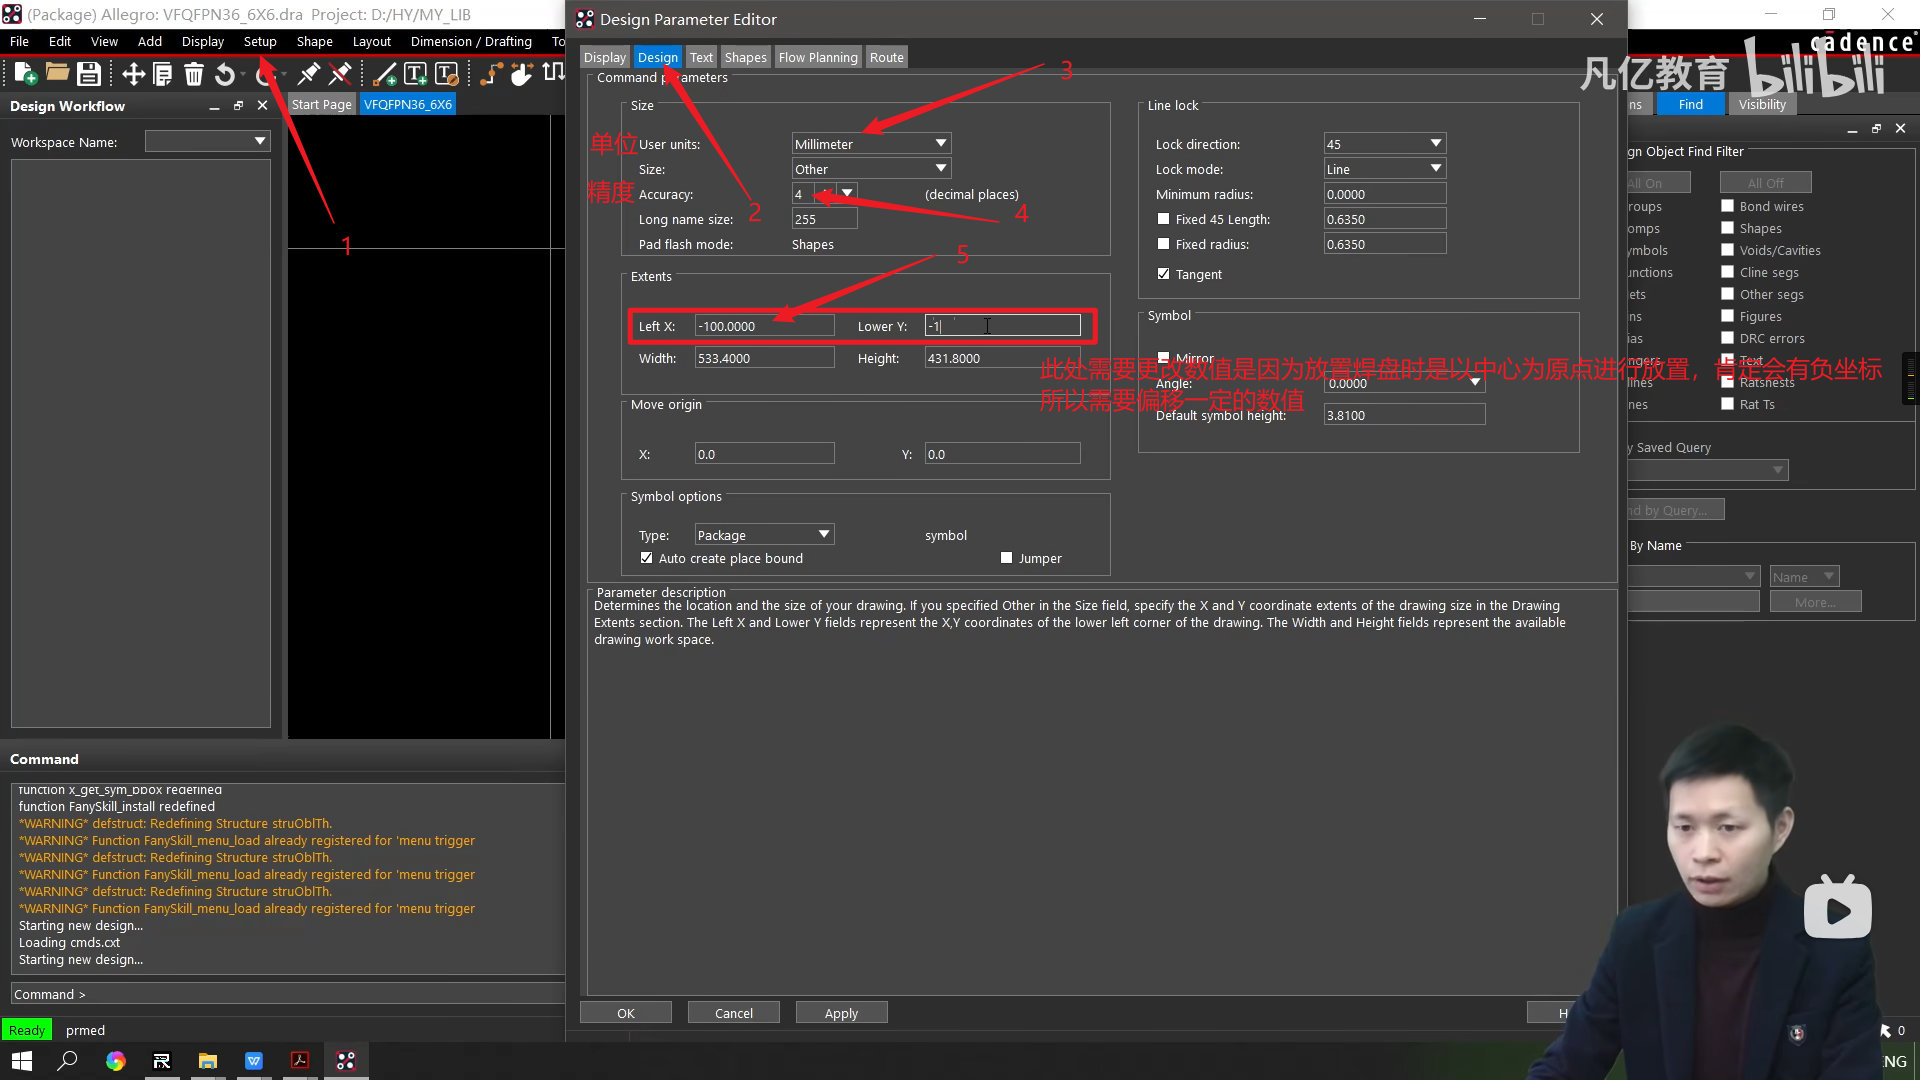 (Package) Allegro: VFQFPN36_6X6.dra  Project: D:/HY/MY_LIB
File Edit View Add Display Setup Shape Layout Dimension / Drafting To
Design Workflow
Workspace Name:
Start Page VFQFPN36_6X6
Design Parameter Editor
Display Design Text Shapes Flow Planning Route
Command parameters
Size
单位 User units: Millimeter
Size: Other
精度 Accuracy: 4 (decimal places)
Long name size: 255
Pad flash mode: Shapes
1
2
3
4
5
Extents
Left X: -100.0000 Lower Y: -1
Width: 533.4000 Height: 431.8000
Move origin
X: 0.0 Y: 0.0
Symbol options
Type: Package symbol
Auto create place bound Jumper
Line lock
Lock direction: 45
Lock mode: Line
Minimum radius: 0.0000
Fixed 45 Length: 0.6350
Fixed radius: 0.6350
Tangent
Symbol
Mirror
Angle: 0.0000
Default symbol height: 3.8100
此处需要更改数值是因为放置焊盘时是以中心为原点进行放置，肯定会有负坐标
所以需要偏移一定的数值
Parameter description
Determines the location and the size of your drawing. If you specified Other in the Size field, specify the X and Y coordinate extents of the drawing size in the Drawing
Extents section. The Left X and Lower Y fields represent the X,Y coordinates of the lower left corner of the drawing. The Width and Height fields represent the available
drawing work space.
OK Cancel Apply H
cadence
凡亿教育 bilibili
ns Find Visibility
gn Object Find Filter
All On All Off
roups Bond wires
omps Shapes
ymbols Voids/Cavities
unctions Cline segs
ets Other segs
ins Figures
ias DRC errors
ngers Text
lines Ratsnests
nes Rat Ts
y Saved Query
nd by Query...
By Name
Name
More...
Command
function x_get_sym_bbox redefined
function FanySkill_install redefined
*WARNING* defstruct: Redefining Structure struOblTh.
*WARNING* Function FanySkill_menu_load already registered for 'menu trigger
*WARNING* defstruct: Redefining Structure struOblTh.
*WARNING* Function FanySkill_menu_load already registered for 'menu trigger
*WARNING* defstruct: Redefining Structure struOblTh.
*WARNING* Function FanySkill_menu_load already registered for 'menu trigger
Starting new design...
Loading cmds.cxt
Starting new design...
Command >
Ready prmed
0
ENG